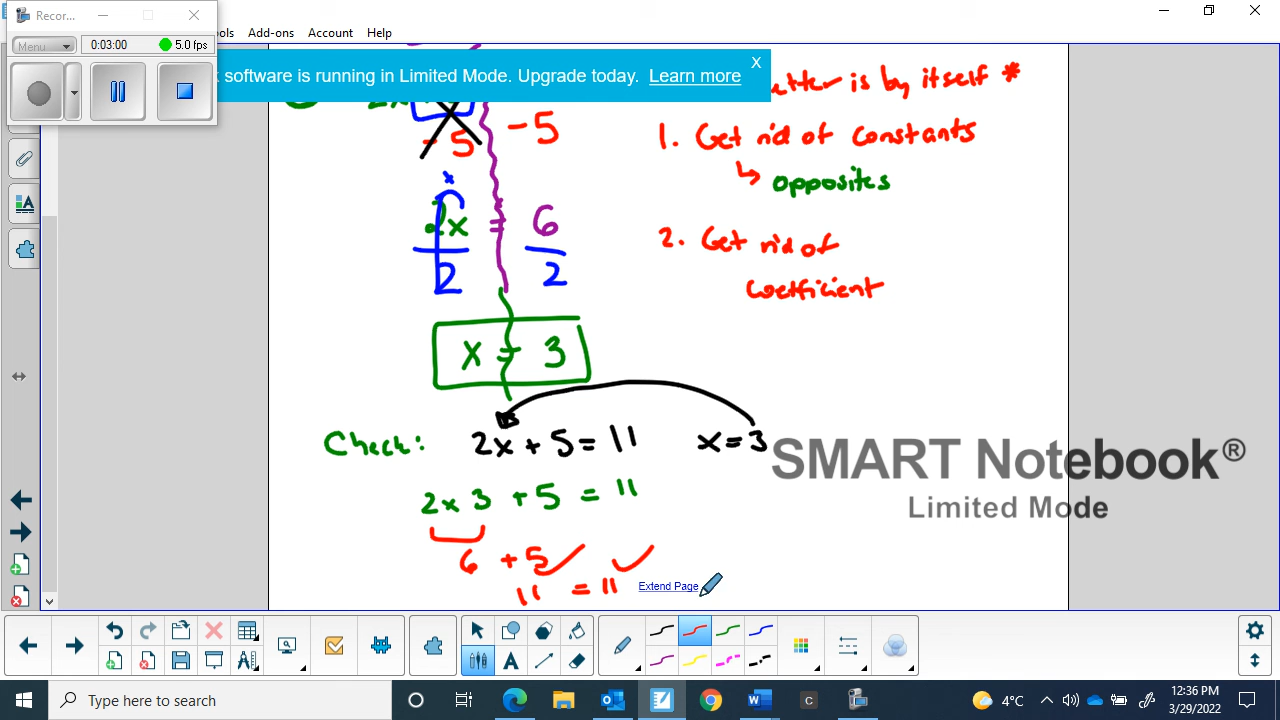 Recor...
Menu
0:03:00
5.0 fps
ols Add-ons Account Help
software is running in Limited Mode. Upgrade today. Learn more X
is by itself *
2x
- 5 - 5
1. Get rid of constants
↳ opposites
x
2x = 6
2 2
2. Get rid of
coefficient
x = 3
Check: 2x + 5 = 11 x = 3
SMART Notebook®
Limited Mode
2 x 3 + 5 = 11
6 + 5
11 = 11
Extend Page
A
Type here to search
W
C
4°C
12:36 PM
3/29/2022